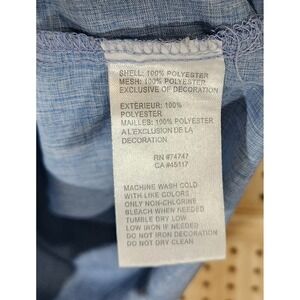 SHELL: 100% POLYESTER
MESH: 100% POLYESTER
EXCLUSIVE OF DECORATION
EXTÉRIEUR: 100%
POLYESTER
MAILLES: 100% POLYESTER
A L'EXCLUSION DE LA
DECORATION
RN #74747
CA #45117
MACHINE WASH COLD
WITH LIKE COLORS
ONLY NON-CHLORINE
BLEACH WHEN NEEDED
TUMBLE DRY LOW
LOW IRON IF NEEDED
DO NOT IRON DECORATION
DO NOT DRY CLEAN